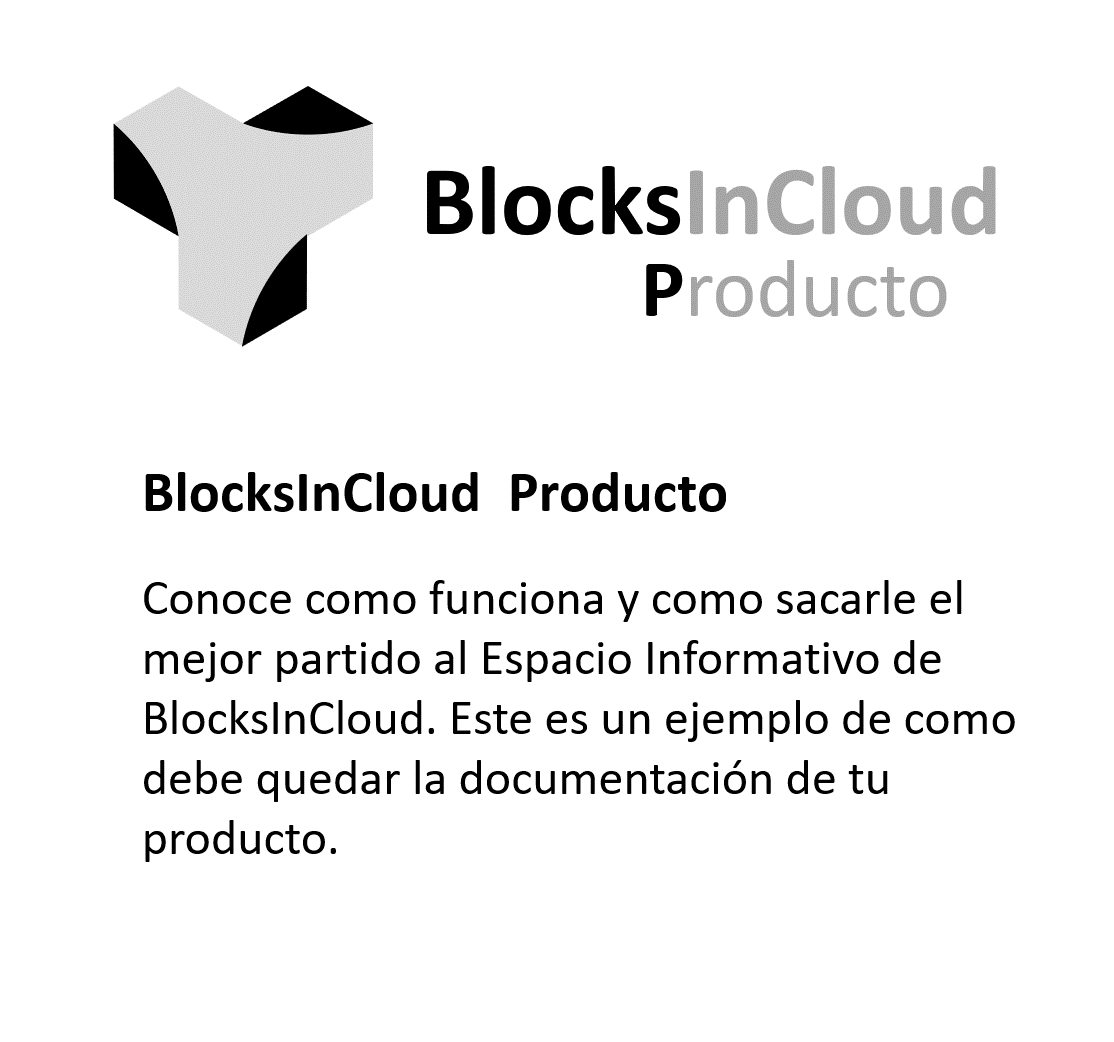 BlocksInCloud
Producto
BlocksInCloud  Producto
Conoce como funciona y como sacarle el
mejor partido al Espacio Informativo de
BlocksInCloud. Este es un ejemplo de como
debe quedar la documentación de tu
producto.